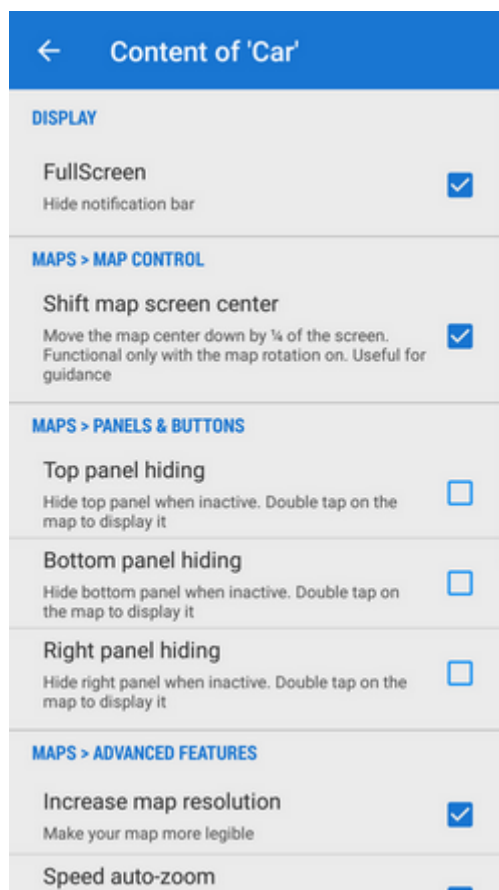 Content of 'Car'
DISPLAY
FullScreen
Hide notification bar
MAPS > MAP CONTROL
Shift map screen center
Move the map center down by ¼ of the screen.
Functional only with the map rotation on. Useful for
guidance
MAPS > PANELS & BUTTONS
Top panel hiding
Hide top panel when inactive. Double tap on the
map to display it
Bottom panel hiding
Hide bottom panel when inactive. Double tap on
the map to display it
Right panel hiding
Hide right panel when inactive. Double tap on the
map to display it
MAPS > ADVANCED FEATURES
Increase map resolution
Make your map more legible
Speed auto-zoom